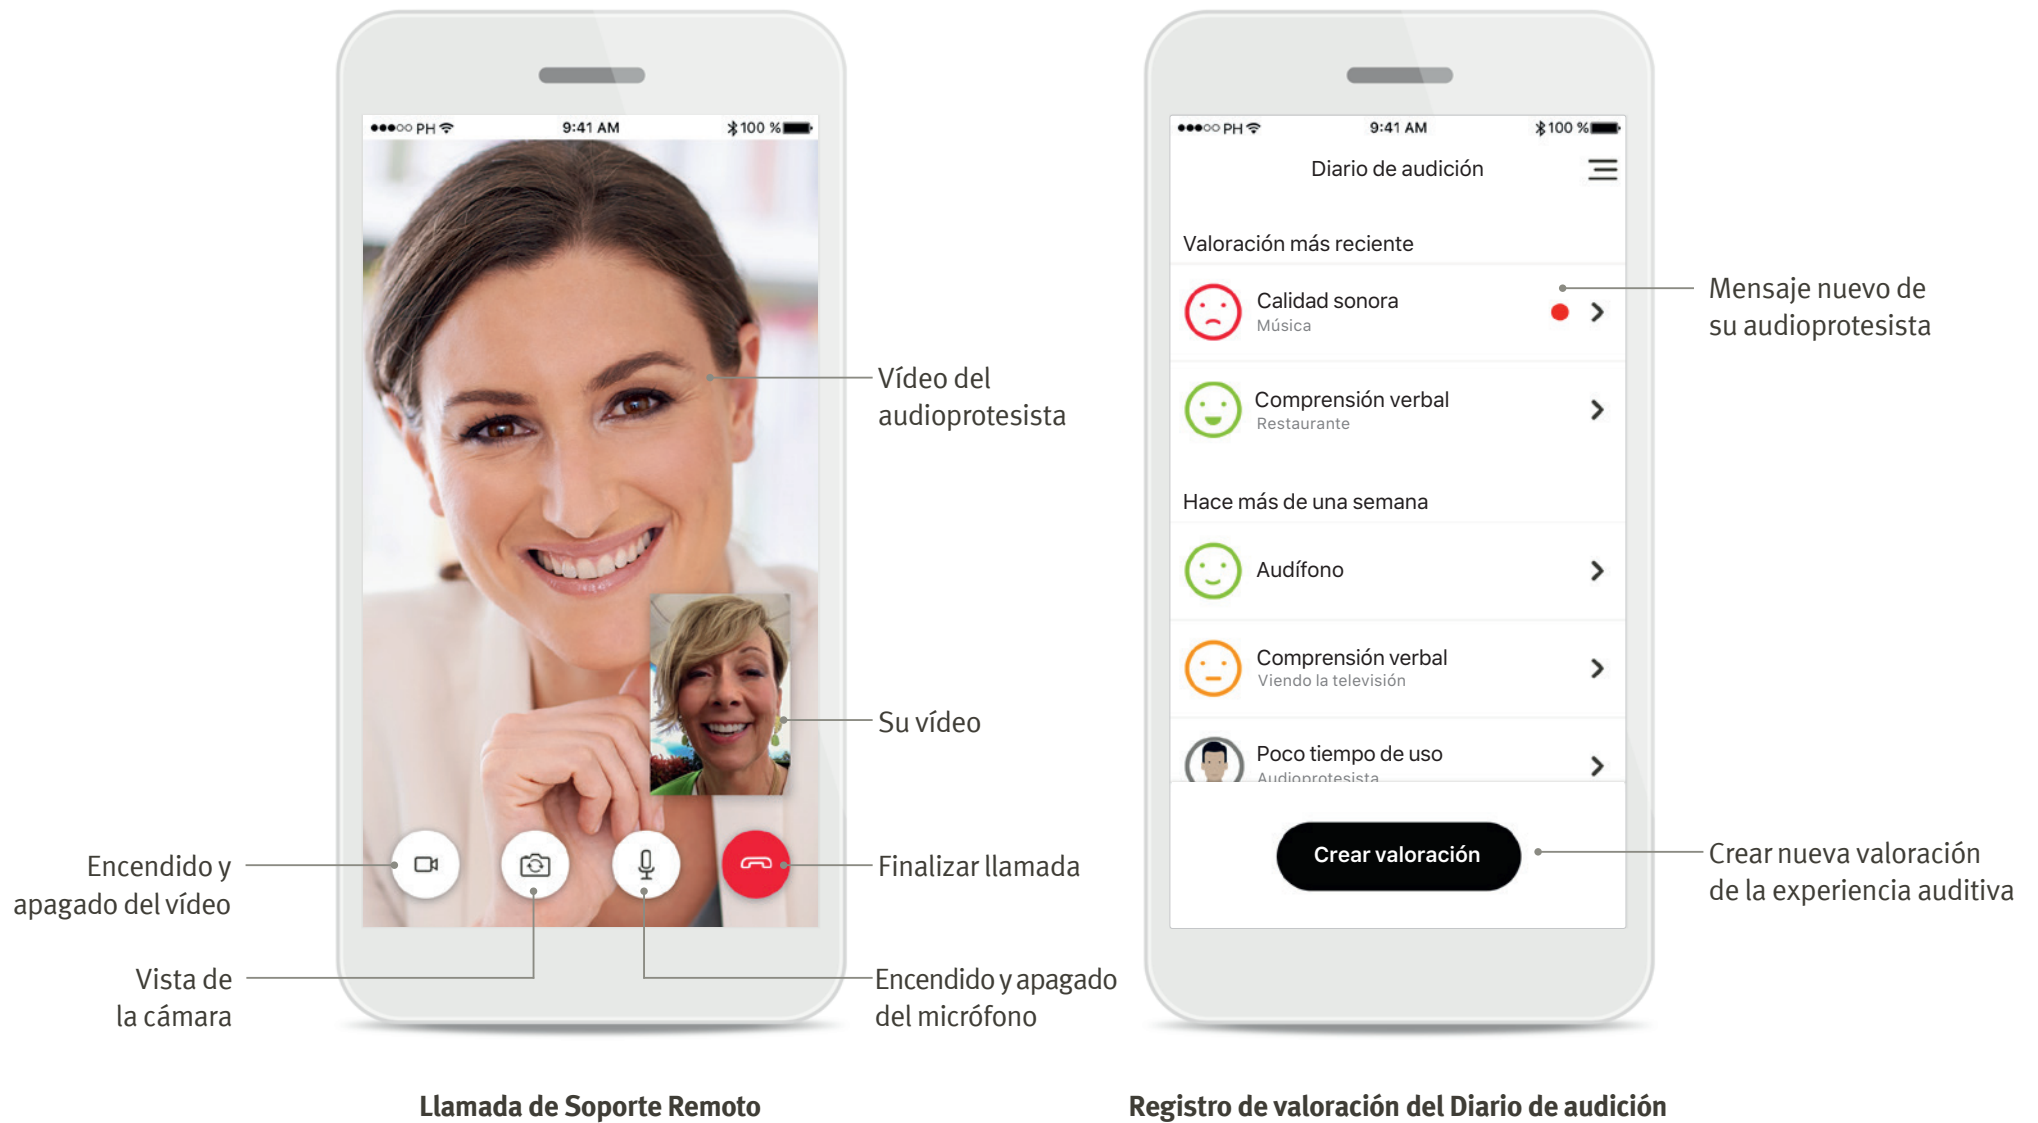 PH
9:41 AM
100 %
Vídeo del
audioprotesista
Su vídeo
Encendido y
apagado del vídeo
Finalizar llamada
Vista de
la cámara
Encendido y apagado
del micrófono
Llamada de Soporte Remoto
PH
9:41 AM
100 %
Diario de audición
Valoración más reciente
Calidad sonora
Música
Comprensión verbal
Restaurante
Hace más de una semana
Audífono
Comprensión verbal
Viendo la televisión
Poco tiempo de uso
Audioprotesista
Crear valoración
Mensaje nuevo de
su audioprotesista
Crear nueva valoración
de la experiencia auditiva
Registro de valoración del Diario de audición